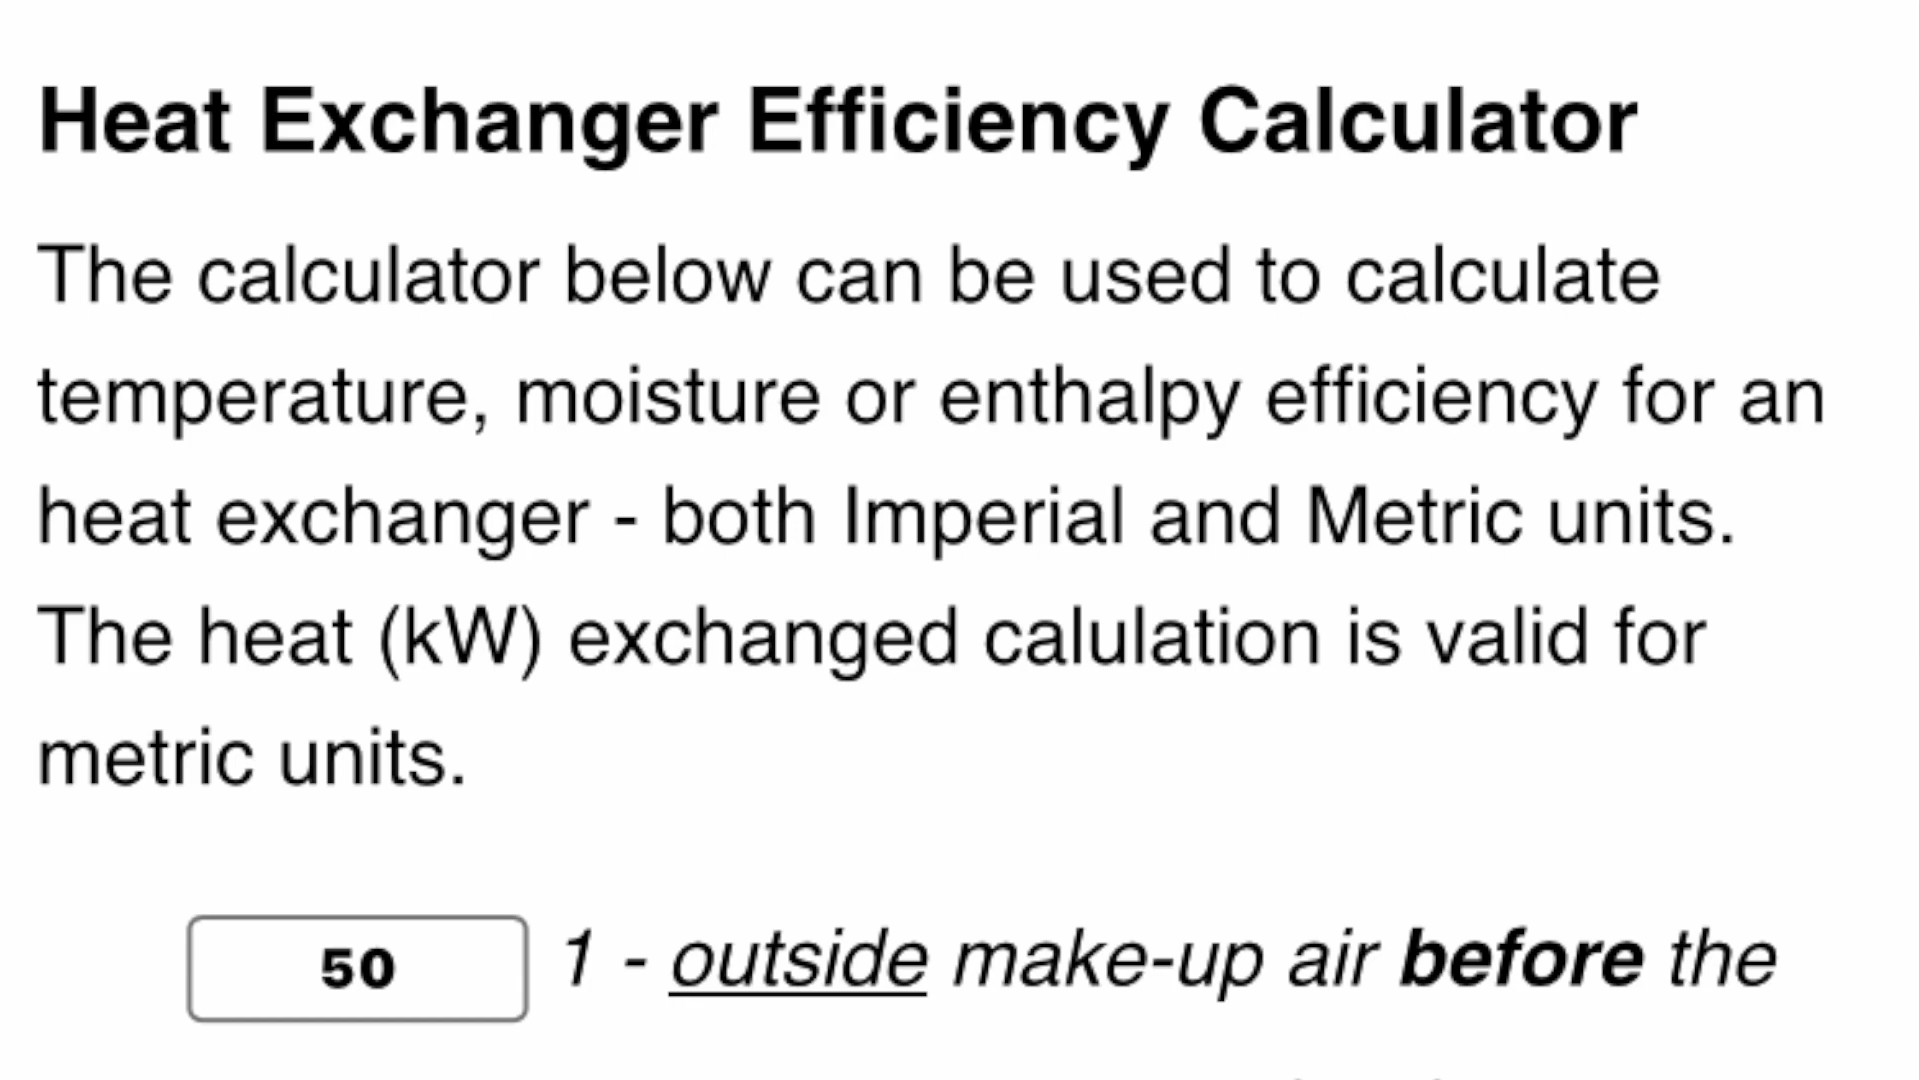 Heat Exchanger Efficiency Calculator
The calculator below can be used to calculate
temperature, moisture or enthalpy efficiency for an
heat exchanger - both Imperial and Metric units.
The heat (kW) exchanged calulation is valid for
metric units.
50 1 - outside make-up air before the